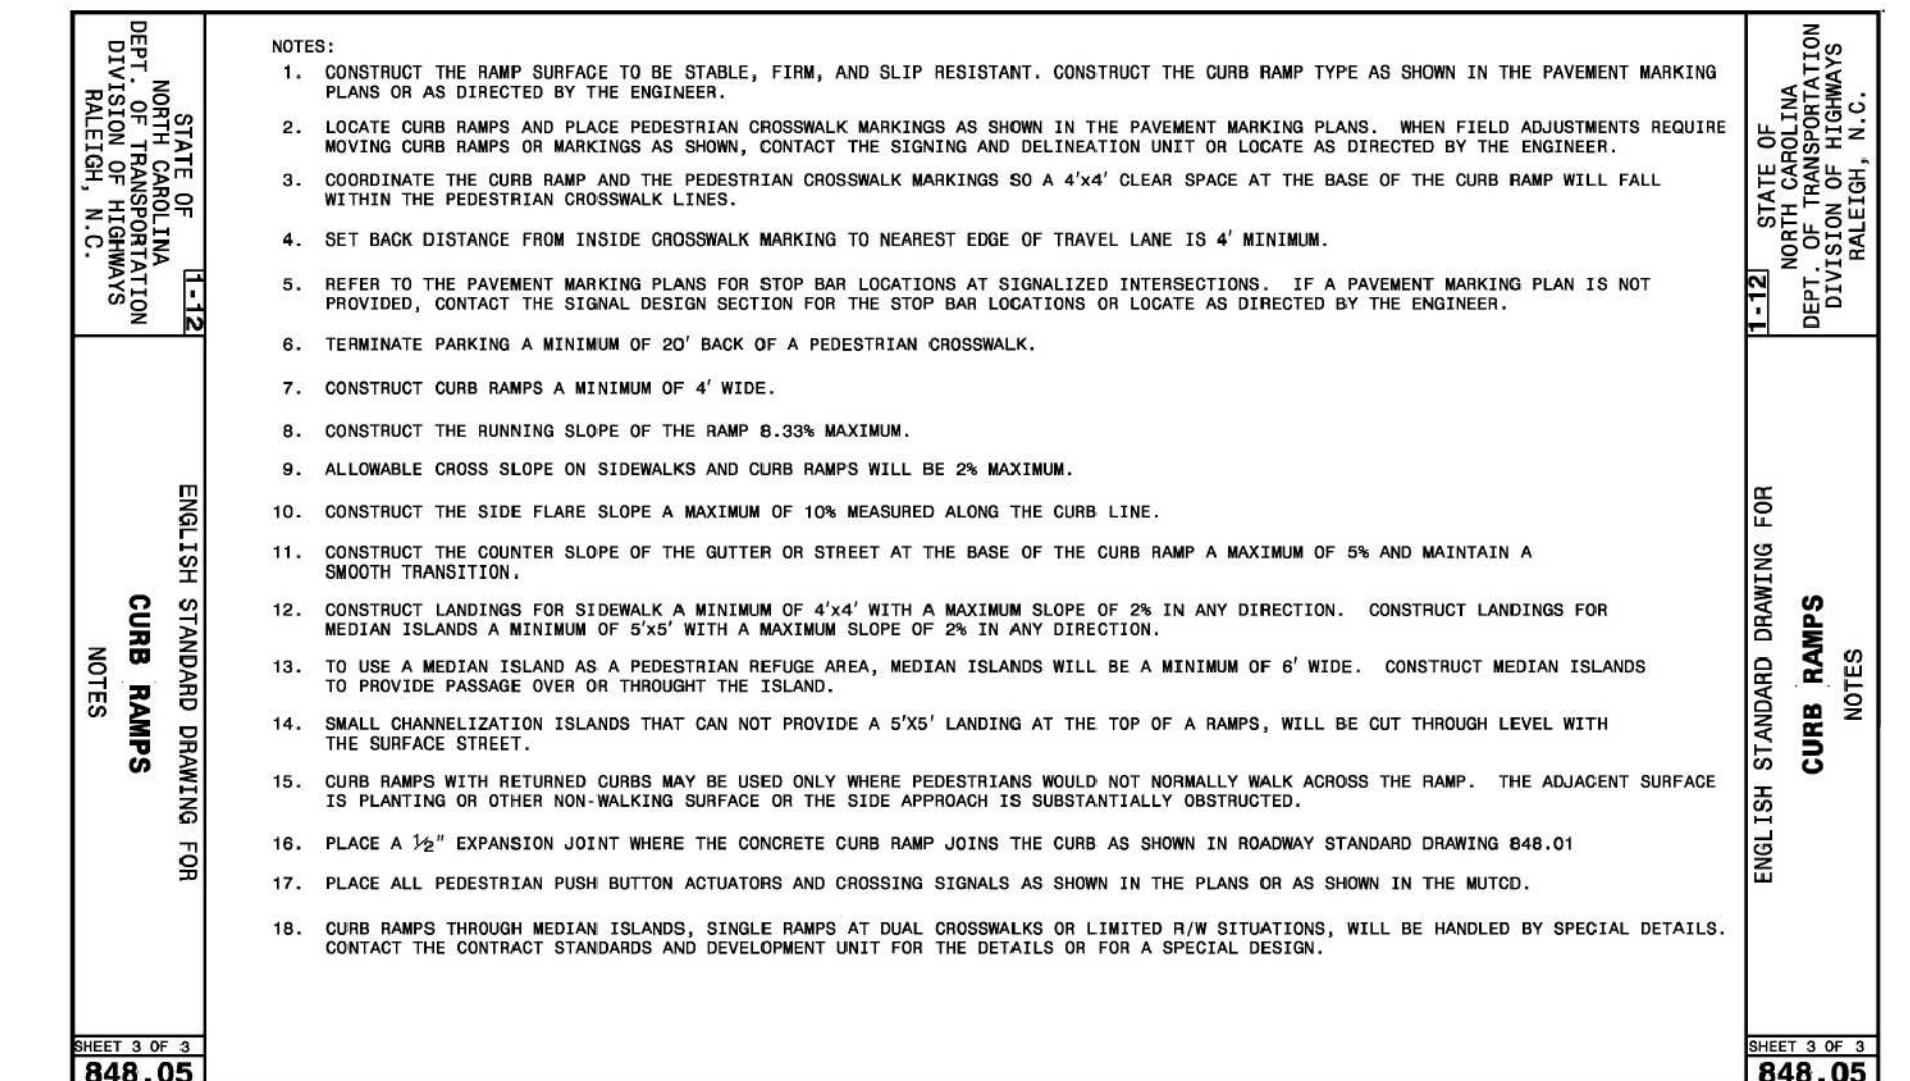 STATE OF
NORTH CAROLINA
DEPT. OF TRANSPORTATION
DIVISION OF HIGHWAYS
RALEIGH, N.C.
1-12
ENGLISH STANDARD DRAWING FOR
CURB RAMPS
NOTES
SHEET 3 OF 3
848.05
NOTES:
1. CONSTRUCT THE RAMP SURFACE TO BE STABLE, FIRM, AND SLIP RESISTANT. CONSTRUCT THE CURB RAMP TYPE AS SHOWN IN THE PAVEMENT MARKING
PLANS OR AS DIRECTED BY THE ENGINEER.
2. LOCATE CURB RAMPS AND PLACE PEDESTRIAN CROSSWALK MARKINGS AS SHOWN IN THE PAVEMENT MARKING PLANS. WHEN FIELD ADJUSTMENTS REQUIRE
MOVING CURB RAMPS OR MARKINGS AS SHOWN, CONTACT THE SIGNING AND DELINEATION UNIT OR LOCATE AS DIRECTED BY THE ENGINEER.
3. COORDINATE THE CURB RAMP AND THE PEDESTRIAN CROSSWALK MARKINGS SO A 4'x4' CLEAR SPACE AT THE BASE OF THE CURB RAMP WILL FALL
WITHIN THE PEDESTRIAN CROSSWALK LINES.
4. SET BACK DISTANCE FROM INSIDE CROSSWALK MARKING TO NEAREST EDGE OF TRAVEL LANE IS 4' MINIMUM.
5. REFER TO THE PAVEMENT MARKING PLANS FOR STOP BAR LOCATIONS AT SIGNALIZED INTERSECTIONS. IF A PAVEMENT MARKING PLAN IS NOT
PROVIDED, CONTACT THE SIGNAL DESIGN SECTION FOR THE STOP BAR LOCATIONS OR LOCATE AS DIRECTED BY THE ENGINEER.
6. TERMINATE PARKING A MINIMUM OF 20' BACK OF A PEDESTRIAN CROSSWALK.
7. CONSTRUCT CURB RAMPS A MINIMUM OF 4' WIDE.
8. CONSTRUCT THE RUNNING SLOPE OF THE RAMP 8.33% MAXIMUM.
9. ALLOWABLE CROSS SLOPE ON SIDEWALKS AND CURB RAMPS WILL BE 2% MAXIMUM.
10. CONSTRUCT THE SIDE FLARE SLOPE A MAXIMUM OF 10% MEASURED ALONG THE CURB LINE.
11. CONSTRUCT THE COUNTER SLOPE OF THE GUTTER OR STREET AT THE BASE OF THE CURB RAMP A MAXIMUM OF 5% AND MAINTAIN A
SMOOTH TRANSITION.
12. CONSTRUCT LANDINGS FOR SIDEWALK A MINIMUM OF 4'x4' WITH A MAXIMUM SLOPE OF 2% IN ANY DIRECTION. CONSTRUCT LANDINGS FOR
MEDIAN ISLANDS A MINIMUM OF 5'x5' WITH A MAXIMUM SLOPE OF 2% IN ANY DIRECTION.
13. TO USE A MEDIAN ISLAND AS A PEDESTRIAN REFUGE AREA, MEDIAN ISLANDS WILL BE A MINIMUM OF 6' WIDE. CONSTRUCT MEDIAN ISLANDS
TO PROVIDE PASSAGE OVER OR THROUGHT THE ISLAND.
14. SMALL CHANNELIZATION ISLANDS THAT CAN NOT PROVIDE A 5'X5' LANDING AT THE TOP OF A RAMPS, WILL BE CUT THROUGH LEVEL WITH
THE SURFACE STREET.
15. CURB RAMPS WITH RETURNED CURBS MAY BE USED ONLY WHERE PEDESTRIANS WOULD NOT NORMALLY WALK ACROSS THE RAMP. THE ADJACENT SURFACE
IS PLANTING OR OTHER NON-WALKING SURFACE OR THE SIDE APPROACH IS SUBSTANTIALLY OBSTRUCTED.
16. PLACE A ½" EXPANSION JOINT WHERE THE CONCRETE CURB RAMP JOINS THE CURB AS SHOWN IN ROADWAY STANDARD DRAWING 848.01
17. PLACE ALL PEDESTRIAN PUSH BUTTON ACTUATORS AND CROSSING SIGNALS AS SHOWN IN THE PLANS OR AS SHOWN IN THE MUTCD.
18. CURB RAMPS THROUGH MEDIAN ISLANDS, SINGLE RAMPS AT DUAL CROSSWALKS OR LIMITED R/W SITUATIONS, WILL BE HANDLED BY SPECIAL DETAILS.
CONTACT THE CONTRACT STANDARDS AND DEVELOPMENT UNIT FOR THE DETAILS OR FOR A SPECIAL DESIGN.
STATE OF
NORTH CAROLINA
DEPT. OF TRANSPORTATION
DIVISION OF HIGHWAYS
RALEIGH, N.C.
1-12
ENGLISH STANDARD DRAWING FOR
CURB RAMPS
NOTES
SHEET 3 OF 3
848.05